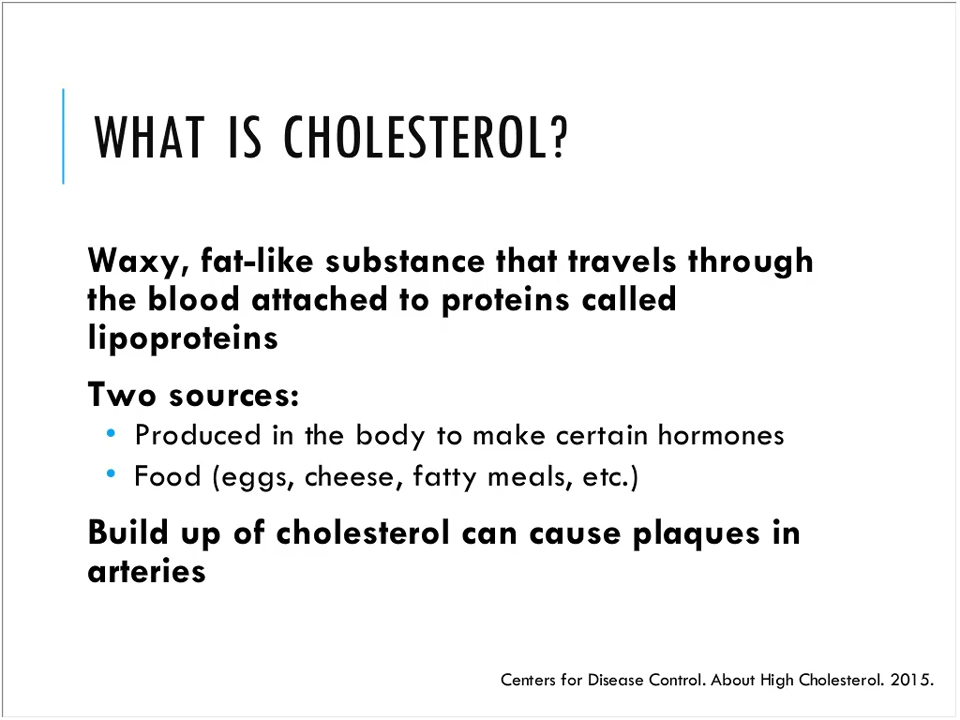 WHAT IS CHOLESTEROL?
Waxy, fat-like substance that travels through
the blood attached to proteins called
lipoproteins
Two sources:
• Produced in the body to make certain hormones
• Food (eggs, cheese, fatty meals, etc.)
Build up of cholesterol can cause plaques in
arteries
Centers for Disease Control. About High Cholesterol. 2015.